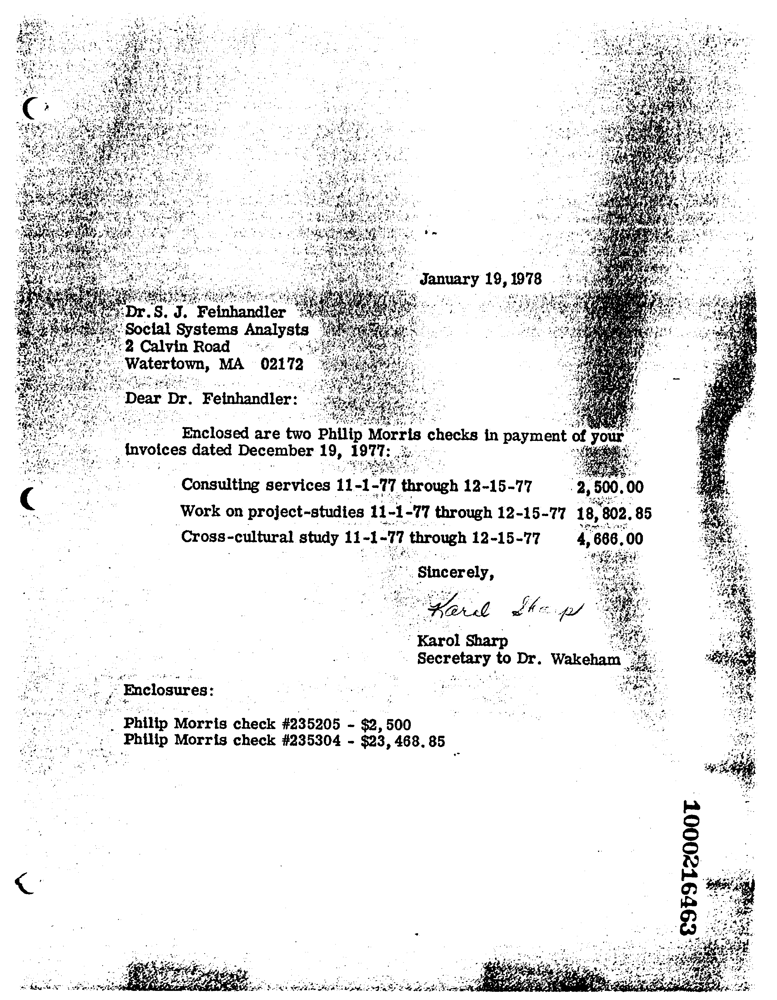 January 19, 1978
Dr. S. J. Feinhandler
Social Systems Analysts
2 Calvin Road
Watertown, MA 02172
Dear Dr. Feinhandler:
Enclosed are two Philip Morris checks in payment of your
invoices dated December 19, 1977:
Consulting services 11-1-77 through 12-15-77 2,500.00
Work on project-studies 11-1-77 through 12-15-77 18,802.85
Cross-cultural study 11-1-77 through 12-15-77 4,666.00
Sincerely,
Karol Sharp
Karol Sharp
Secretary to Dr. Wakeham
Enclosures:
Philip Morris check #235205 - $2,500
Philip Morris check #235304 - $23,468.85
1000216463